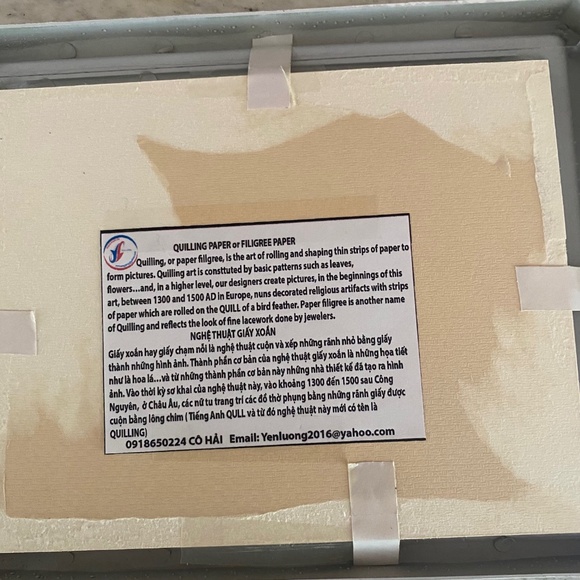 QUILLING PAPER or FILIGREE PAPER
Quilling, or paper filigree, is the art of rolling and shaping thin strips of paper to
form pictures. Quilling art is constituted by basic patterns such as leaves,
flowers...and, in a higher level, our designers create pictures, in the beginnings of this
art, between 1300 and 1500 AD in Europe, nuns decorated religious artifacts with strips
of paper which are rolled on the QUILL of a bird feather. Paper filigree is another name
of Quilling and reflects the look of fine lacework done by jewelers.
NGHỆ THUẬT GIẤY XOẮN
Giấy xoắn hay giấy chạm nổi là nghệ thuật cuộn và xếp những rãnh nhỏ bằng giấy
thành những hình ảnh. Thành phần cơ bản của nghệ thuật giấy xoắn là những họa tiết
như là hoa lá...và từ những thành phần cơ bản này những nhà thiết kế đã tạo ra hình
ảnh. Vào thời kỳ sơ khai của nghệ thuật này, vào khoảng 1300 đến 1500 sau Công
Nguyên, ở Châu Âu, các nữ tu trang trí các đồ thờ phụng bằng những rãnh giấy được
cuộn bằng lông chim ( Tiếng Anh QULL và từ đó nghệ thuật này mới có tên là
QUILLING)
0918650224 CÔ HẢI Email: Yenluong2016@yahoo.com